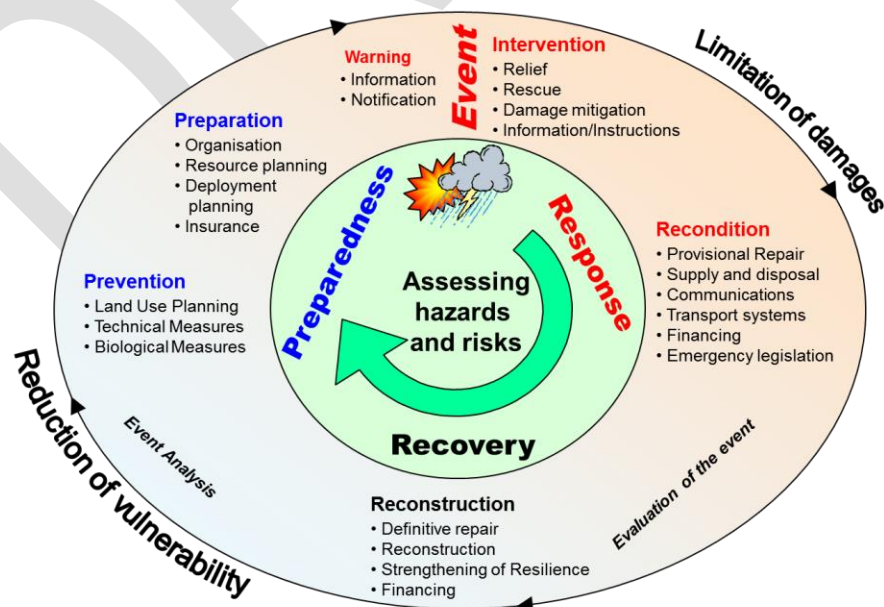 Warning
• Information
• Notification
Event
Intervention
• Relief
• Rescue
• Damage mitigation
• Information/Instructions
Limitation of damages
Preparation
• Organisation
• Resource planning
• Deployment
planning
• Insurance
Recondition
• Provisional Repair
• Supply and disposal
• Communications
• Transport systems
• Financing
• Emergency legislation
Prevention
• Land Use Planning
• Technical Measures
• Biological Measures
Preparedness
Response
Assessing
hazards
and risks
Recovery
Reduction of vulnerability
Event Analysis
Evaluation of the event
Reconstruction
• Definitive repair
• Reconstruction
• Strengthening of Resilience
• Financing